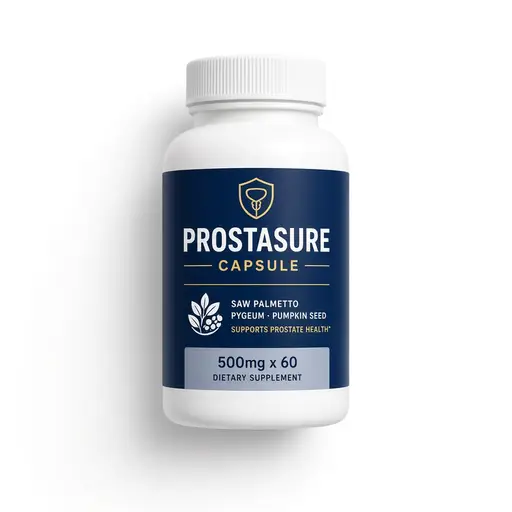 PROSTASURE
CAPSULE
SAW PALMETTO
PYGEUM · PUMPKIN SEED
SUPPORTS PROSTATE HEALTH*
500mg x 60
DIETARY SUPPLEMENT